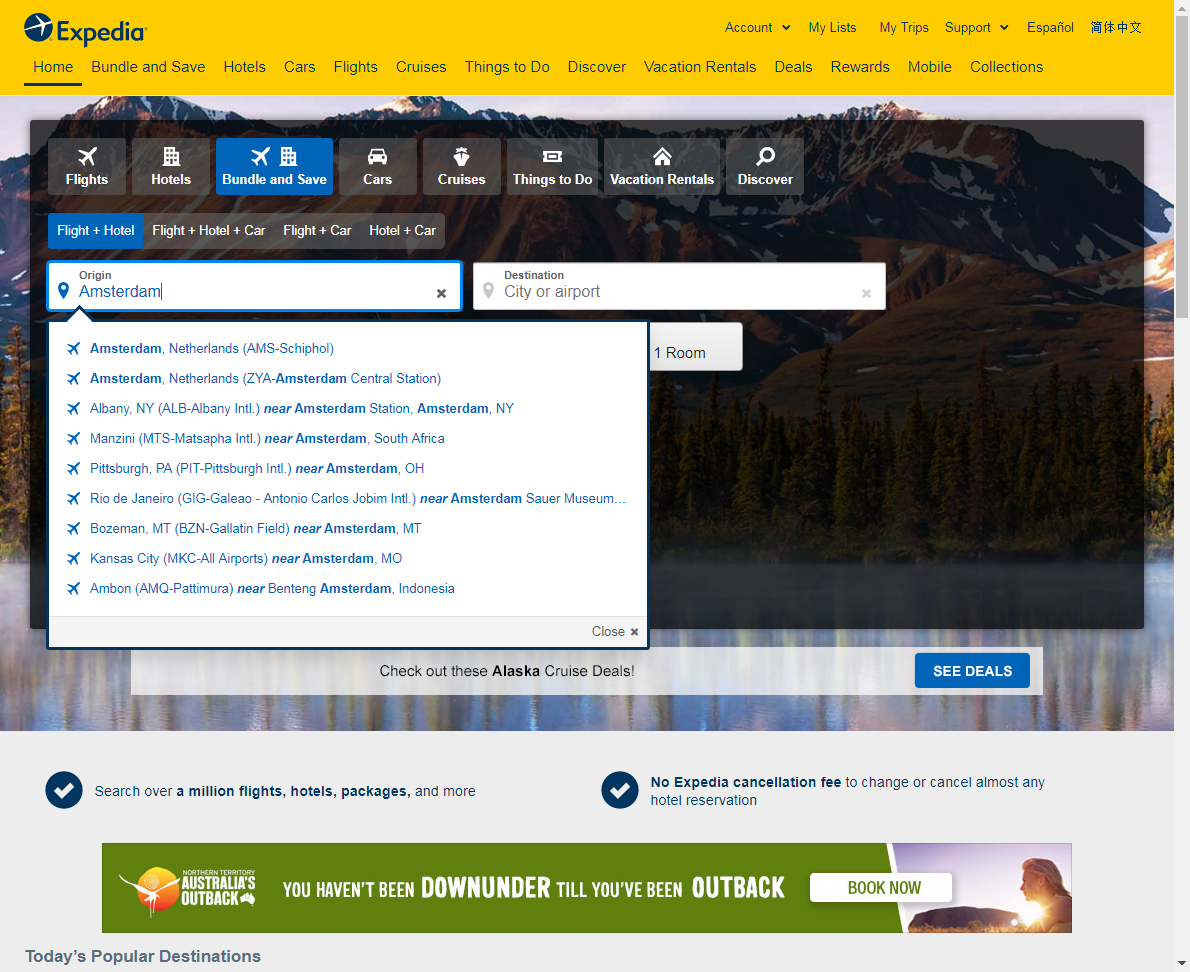 Expedia
Account
My Lists
My Trips
Support
Español
简体中文
Home
Bundle and Save
Hotels
Cars
Flights
Cruises
Things to Do
Discover
Vacation Rentals
Deals
Rewards
Mobile
Collections
Flights
Hotels
Bundle and Save
Cars
Cruises
Things to Do
Vacation Rentals
Discover
Flight + Hotel
Flight + Hotel + Car
Flight + Car
Hotel + Car
Origin
Amsterdam
Destination
City or airport
1 Room
Amsterdam, Netherlands (AMS-Schiphol)
Amsterdam, Netherlands (ZYA-Amsterdam Central Station)
Albany, NY (ALB-Albany Intl.) near Amsterdam Station, Amsterdam, NY
Manzini (MTS-Matsapha Intl.) near Amsterdam, South Africa
Pittsburgh, PA (PIT-Pittsburgh Intl.) near Amsterdam, OH
Rio de Janeiro (GIG-Galeao - Antonio Carlos Jobim Intl.) near Amsterdam Sauer Museum...
Bozeman, MT (BZN-Gallatin Field) near Amsterdam, MT
Kansas City (MKC-All Airports) near Amsterdam, MO
Ambon (AMQ-Pattimura) near Benteng Amsterdam, Indonesia
Close
Check out these Alaska Cruise Deals!
SEE DEALS
Search over a million flights, hotels, packages, and more
No Expedia cancellation fee to change or cancel almost any
hotel reservation
NORTHERN TERRITORY
AUSTRALIA'S
OUTBACK
YOU HAVEN'T BEEN DOWNUNDER TILL YOU'VE BEEN OUTBACK
BOOK NOW
Today's Popular Destinations